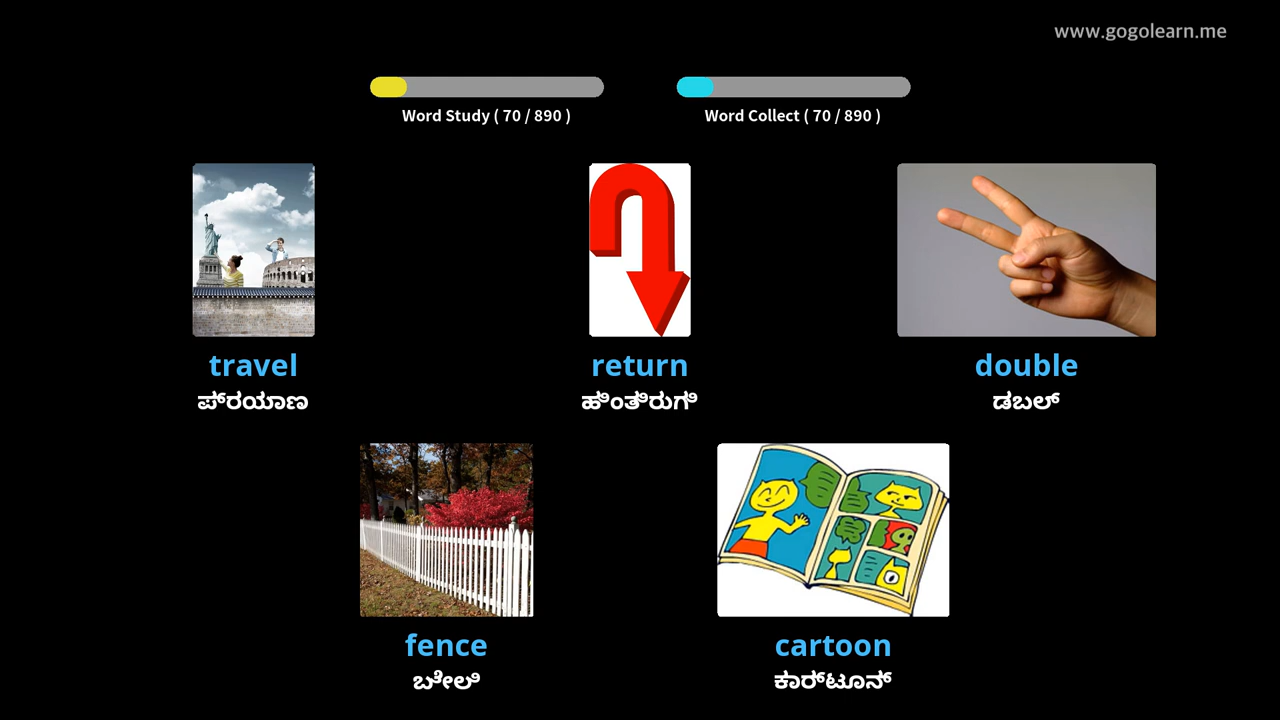 www.gogolearn.me
Word Study ( 70 / 890 )
Word Collect ( 70 / 890 )
travel
ಪ್ರಯಾಣ
return
ಹಿಂತಿರುಗಿ
double
ಡಬಲ್
fence
ಬೇಲಿ
cartoon
ಕಾರ್ಟೂನ್